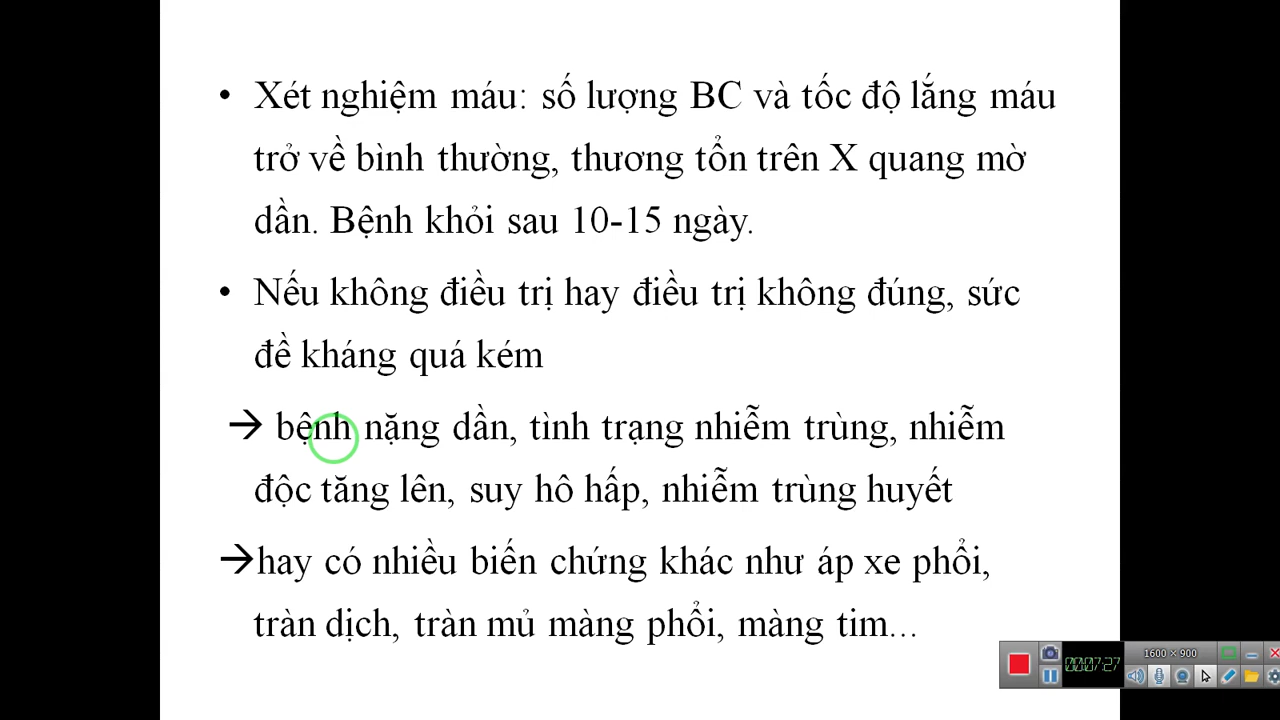 • Xét nghiệm máu: số lượng BC và tốc độ lắng máu
trở về bình thường, thương tổn trên X quang mờ
dần. Bệnh khỏi sau 10-15 ngày.
• Nếu không điều trị hay điều trị không đúng, sức
đề kháng quá kém
→ bệnh nặng dần, tình trạng nhiễm trùng, nhiễm
độc tăng lên, suy hô hấp, nhiễm trùng huyết
→hay có nhiều biến chứng khác như áp xe phổi,
tràn dịch, tràn mủ màng phổi, màng tim...
1600 × 900
00:07:27